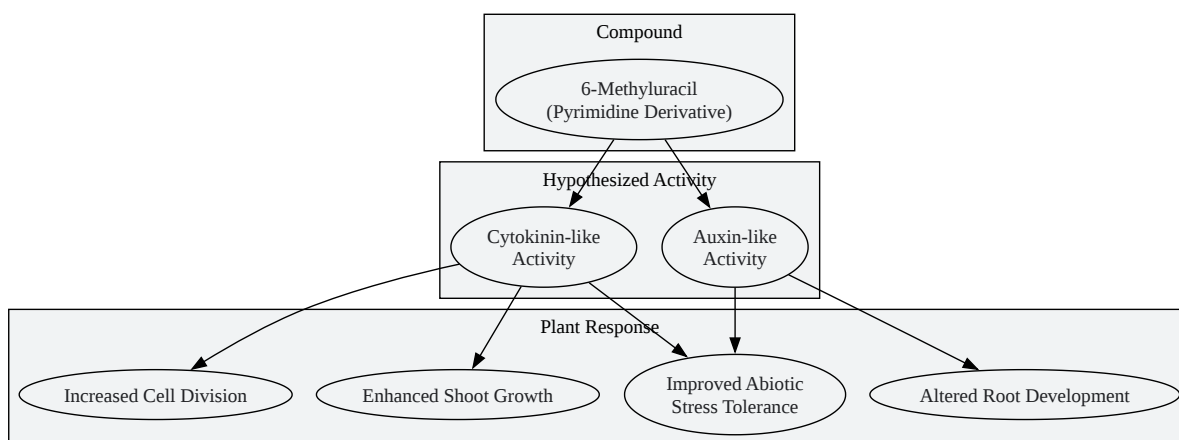 Compound
6-Methyluracil
(Pyrimidine Derivative)
Hypothesized Activity
Cytokinin-like
Activity
Auxin-like
Activity
Plant Response
Increased Cell Division
Enhanced Shoot Growth
Improved Abiotic
Stress Tolerance
Altered Root Development